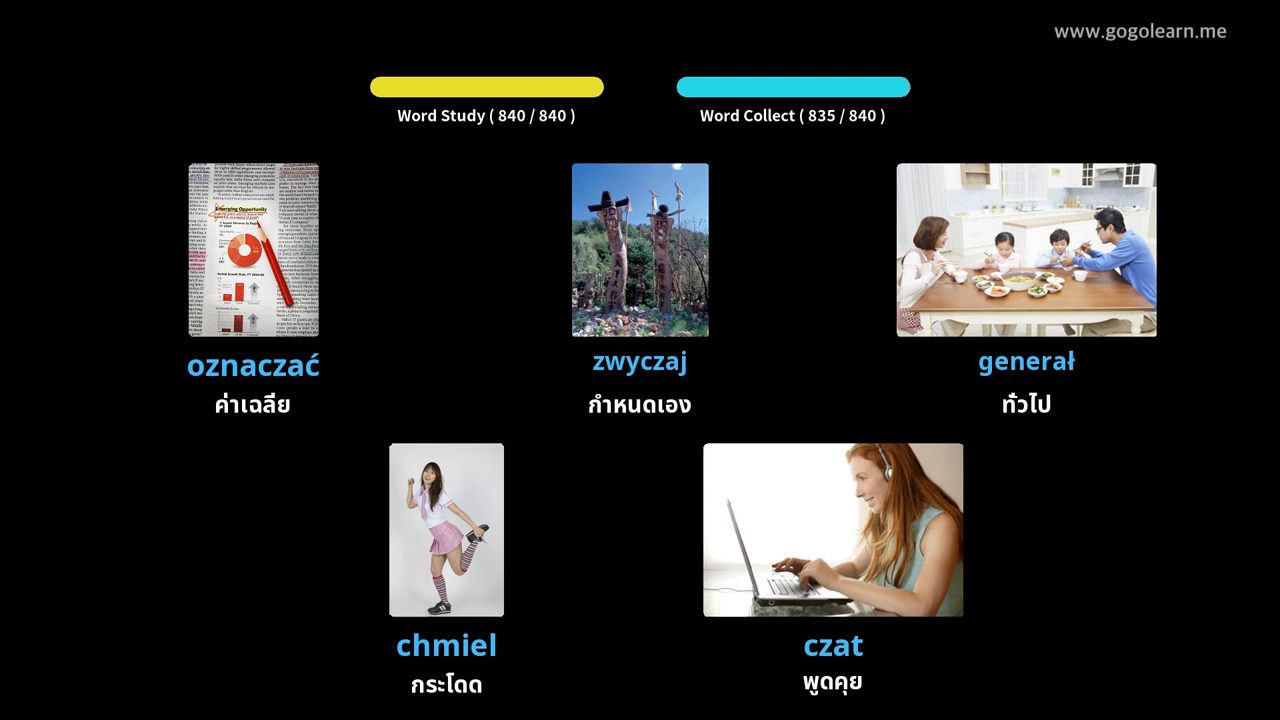 www.gogolearn.me
Word Study ( 840 / 840 )
Word Collect ( 835 / 840 )
Emerging Opportunity
oznaczać
zwyczaj
generał
ค่าเฉลี่ย
กำหนดเอง
ทั่วไป
chmiel
czat
กระโดด
พูดคุย